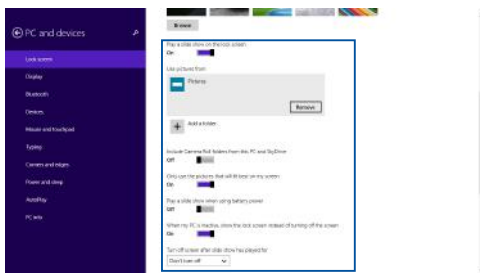 PC and devices
Lock screen
Display
Bluetooth
Devices
Mouse and touchpad
Typing
Corners and edges
Power and sleep
AutoPlay
PC info
Browse
Play a slide show on the lock screen
On
Use pictures from
Pictures
Remove
Add a folder
Include Camera Roll folders from this PC and SkyDrive
Off
Only use the pictures that will fit best on my screen
On
Play a slide show when using battery power
Off
When my PC is inactive, show the lock screen instead of turning off the screen
On
Turn off screen after slide show has played for
Don't turn off